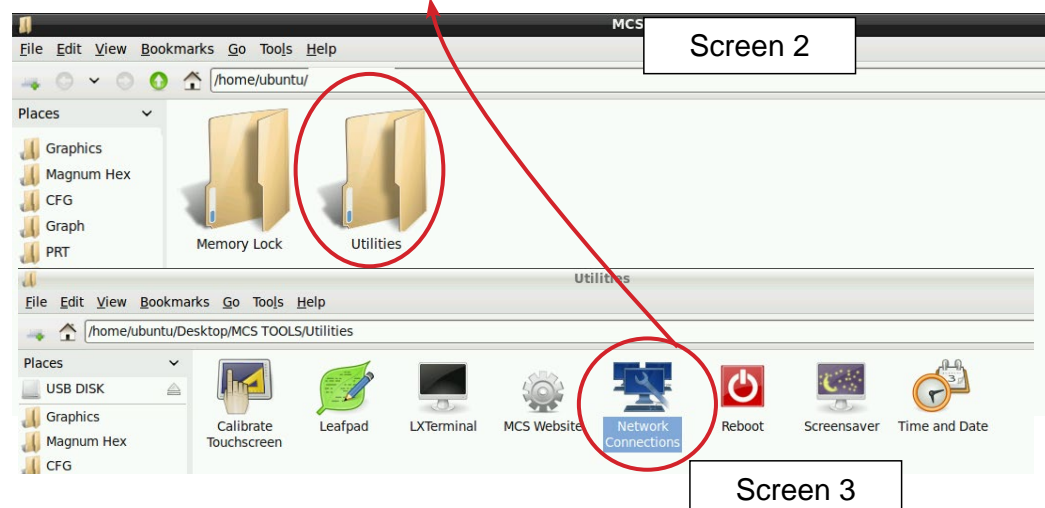 MCS
Screen 2
File Edit View Bookmarks Go Tools Help
/home/ubuntu/
Places
Graphics
Magnum Hex
CFG
Graph
PRT
Memory Lock
Utilities
Utilities
File Edit View Bookmarks Go Tools Help
/home/ubuntu/Desktop/MCS TOOLS/Utilities
Places
USB DISK
Graphics
Magnum Hex
CFG
Calibrate
Touchscreen
Leafpad
LXTerminal
MCS Website
Network
Connections
Reboot
Screensaver
Time and Date
Screen 3